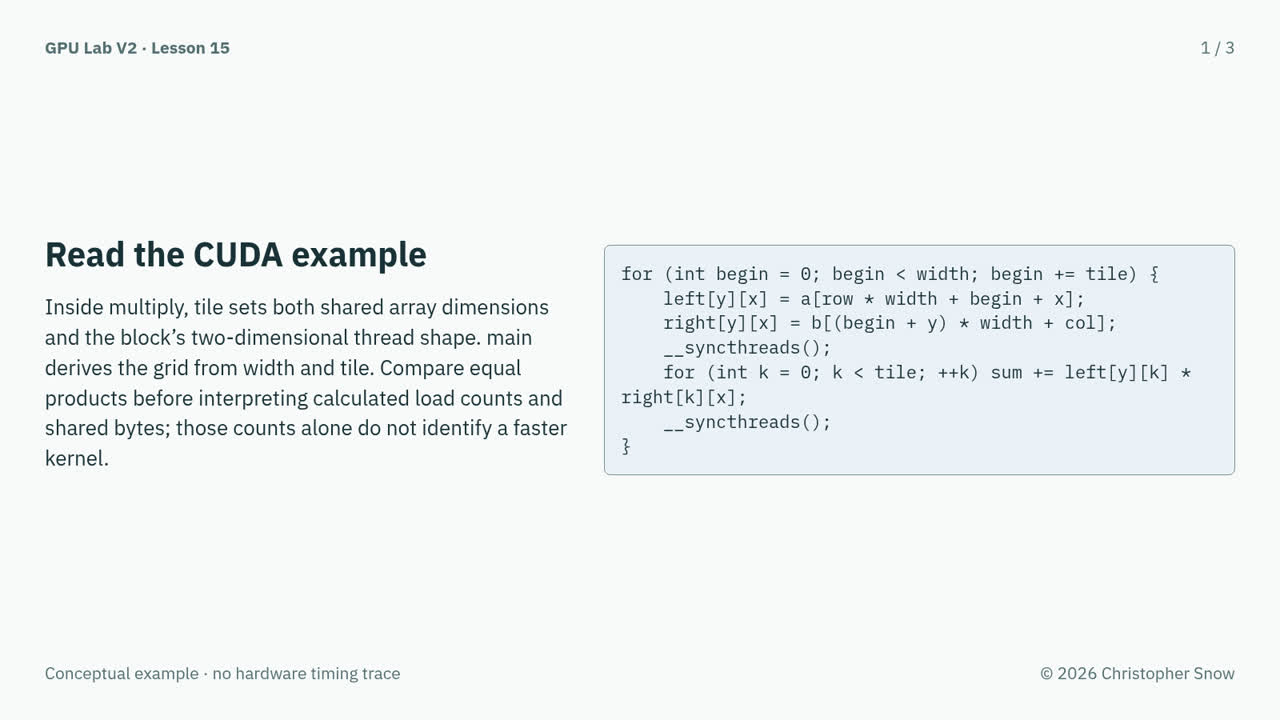 GPU Lab V2 · Lesson 15
1 / 3
Read the CUDA example
Inside multiply, tile sets both shared array dimensions
and the block’s two-dimensional thread shape. main
derives the grid from width and tile. Compare equal
products before interpreting calculated load counts and
shared bytes; those counts alone do not identify a faster
kernel.
for (int begin = 0; begin < width; begin += tile) {
    left[y][x] = a[row * width + begin + x];
    right[y][x] = b[(begin + y) * width + col];
    __syncthreads();
    for (int k = 0; k < tile; ++k) sum += left[y][k] *
right[k][x];
    __syncthreads();
}
Conceptual example · no hardware timing trace
© 2026 Christopher Snow